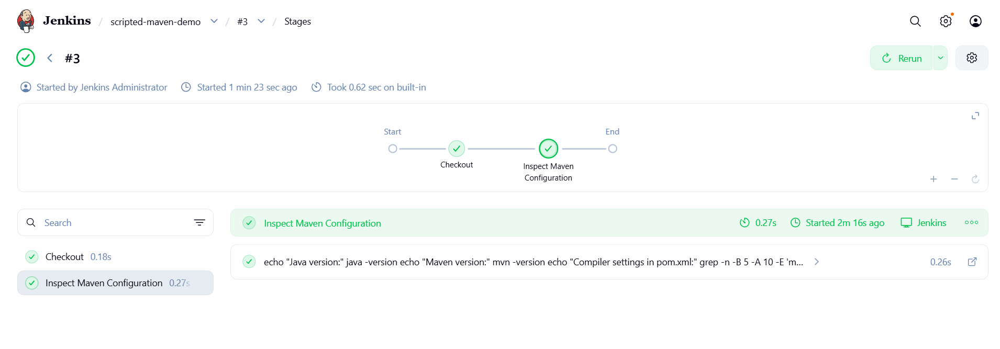 Jenkins / scripted-maven-demo / #3 / Stages
#3
Rerun
Started by Jenkins Administrator Started 1 min 23 sec ago Took 0.62 sec on built-in
Start End
Checkout
Inspect Maven
Configuration
Search
Inspect Maven Configuration 0.27s Started 2m 16s ago Jenkins
Checkout 0.18s
echo "Java version:" java -version echo "Maven version:" mvn -version echo "Compiler settings in pom.xml:" grep -n -B 5 -A 10 -E 'm... 0.26s
Inspect Maven Configuration 0.27s